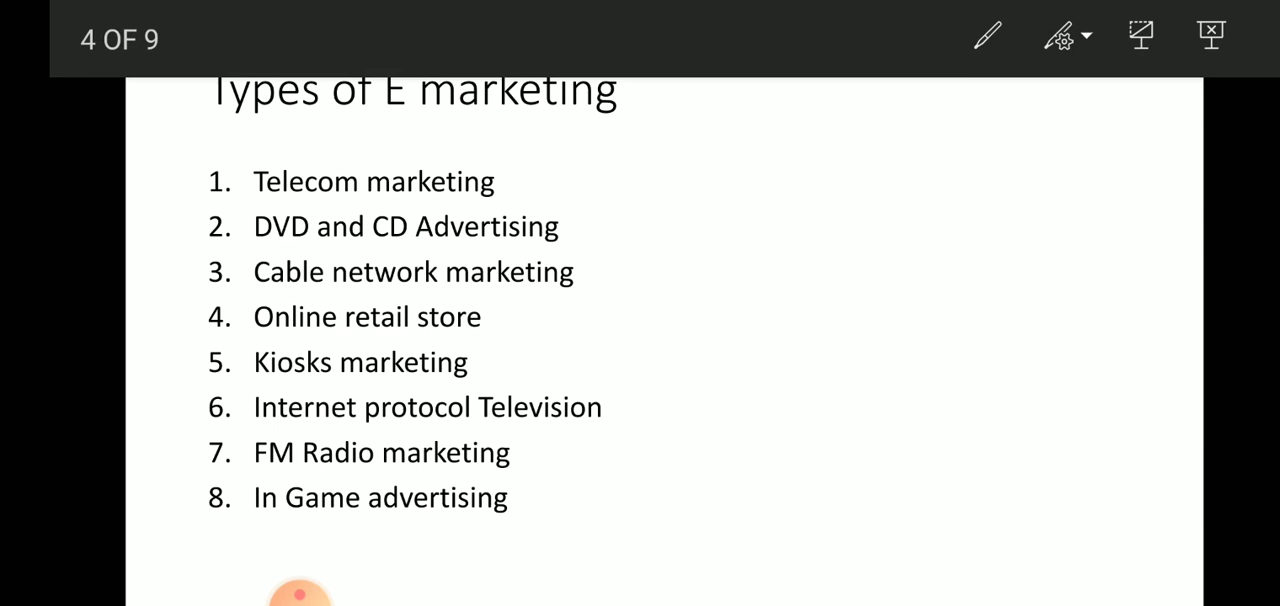 4 OF 9
Types of E marketing
1. Telecom marketing
2. DVD and CD Advertising
3. Cable network marketing
4. Online retail store
5. Kiosks marketing
6. Internet protocol Television
7. FM Radio marketing
8. In Game advertising